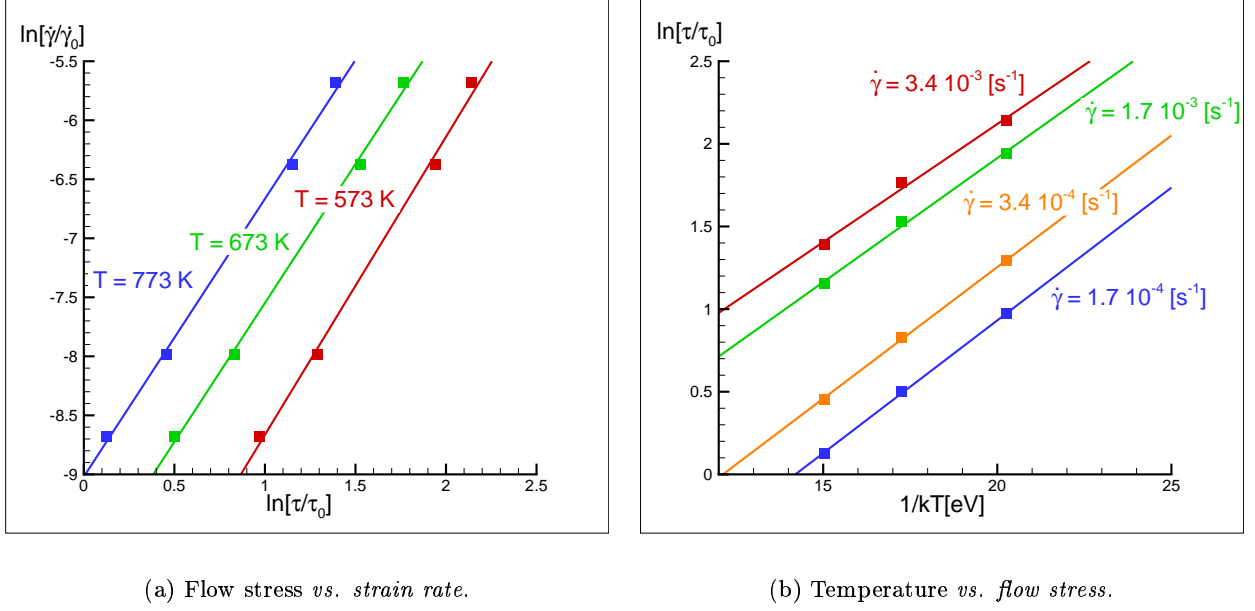 ln[γ̇/γ̇₀]
-5.5
-6
-6.5
-7
-7.5
-8
-8.5
-9
T = 573 K
T = 673 K
T = 773 K
0 0.5 1 1.5 2 2.5
ln[τ/τ₀]
ln[τ/τ₀]
2.5
2
1.5
1
0.5
0
γ̇ = 3.4 10⁻³ [s⁻¹]
γ̇ = 1.7 10⁻³ [s⁻¹]
γ̇ = 3.4 10⁻⁴ [s⁻¹]
γ̇ = 1.7 10⁻⁴ [s⁻¹]
15 20 25
1/kT[eV]
(a) Flow stress vs. strain rate.
(b) Temperature vs. flow stress.